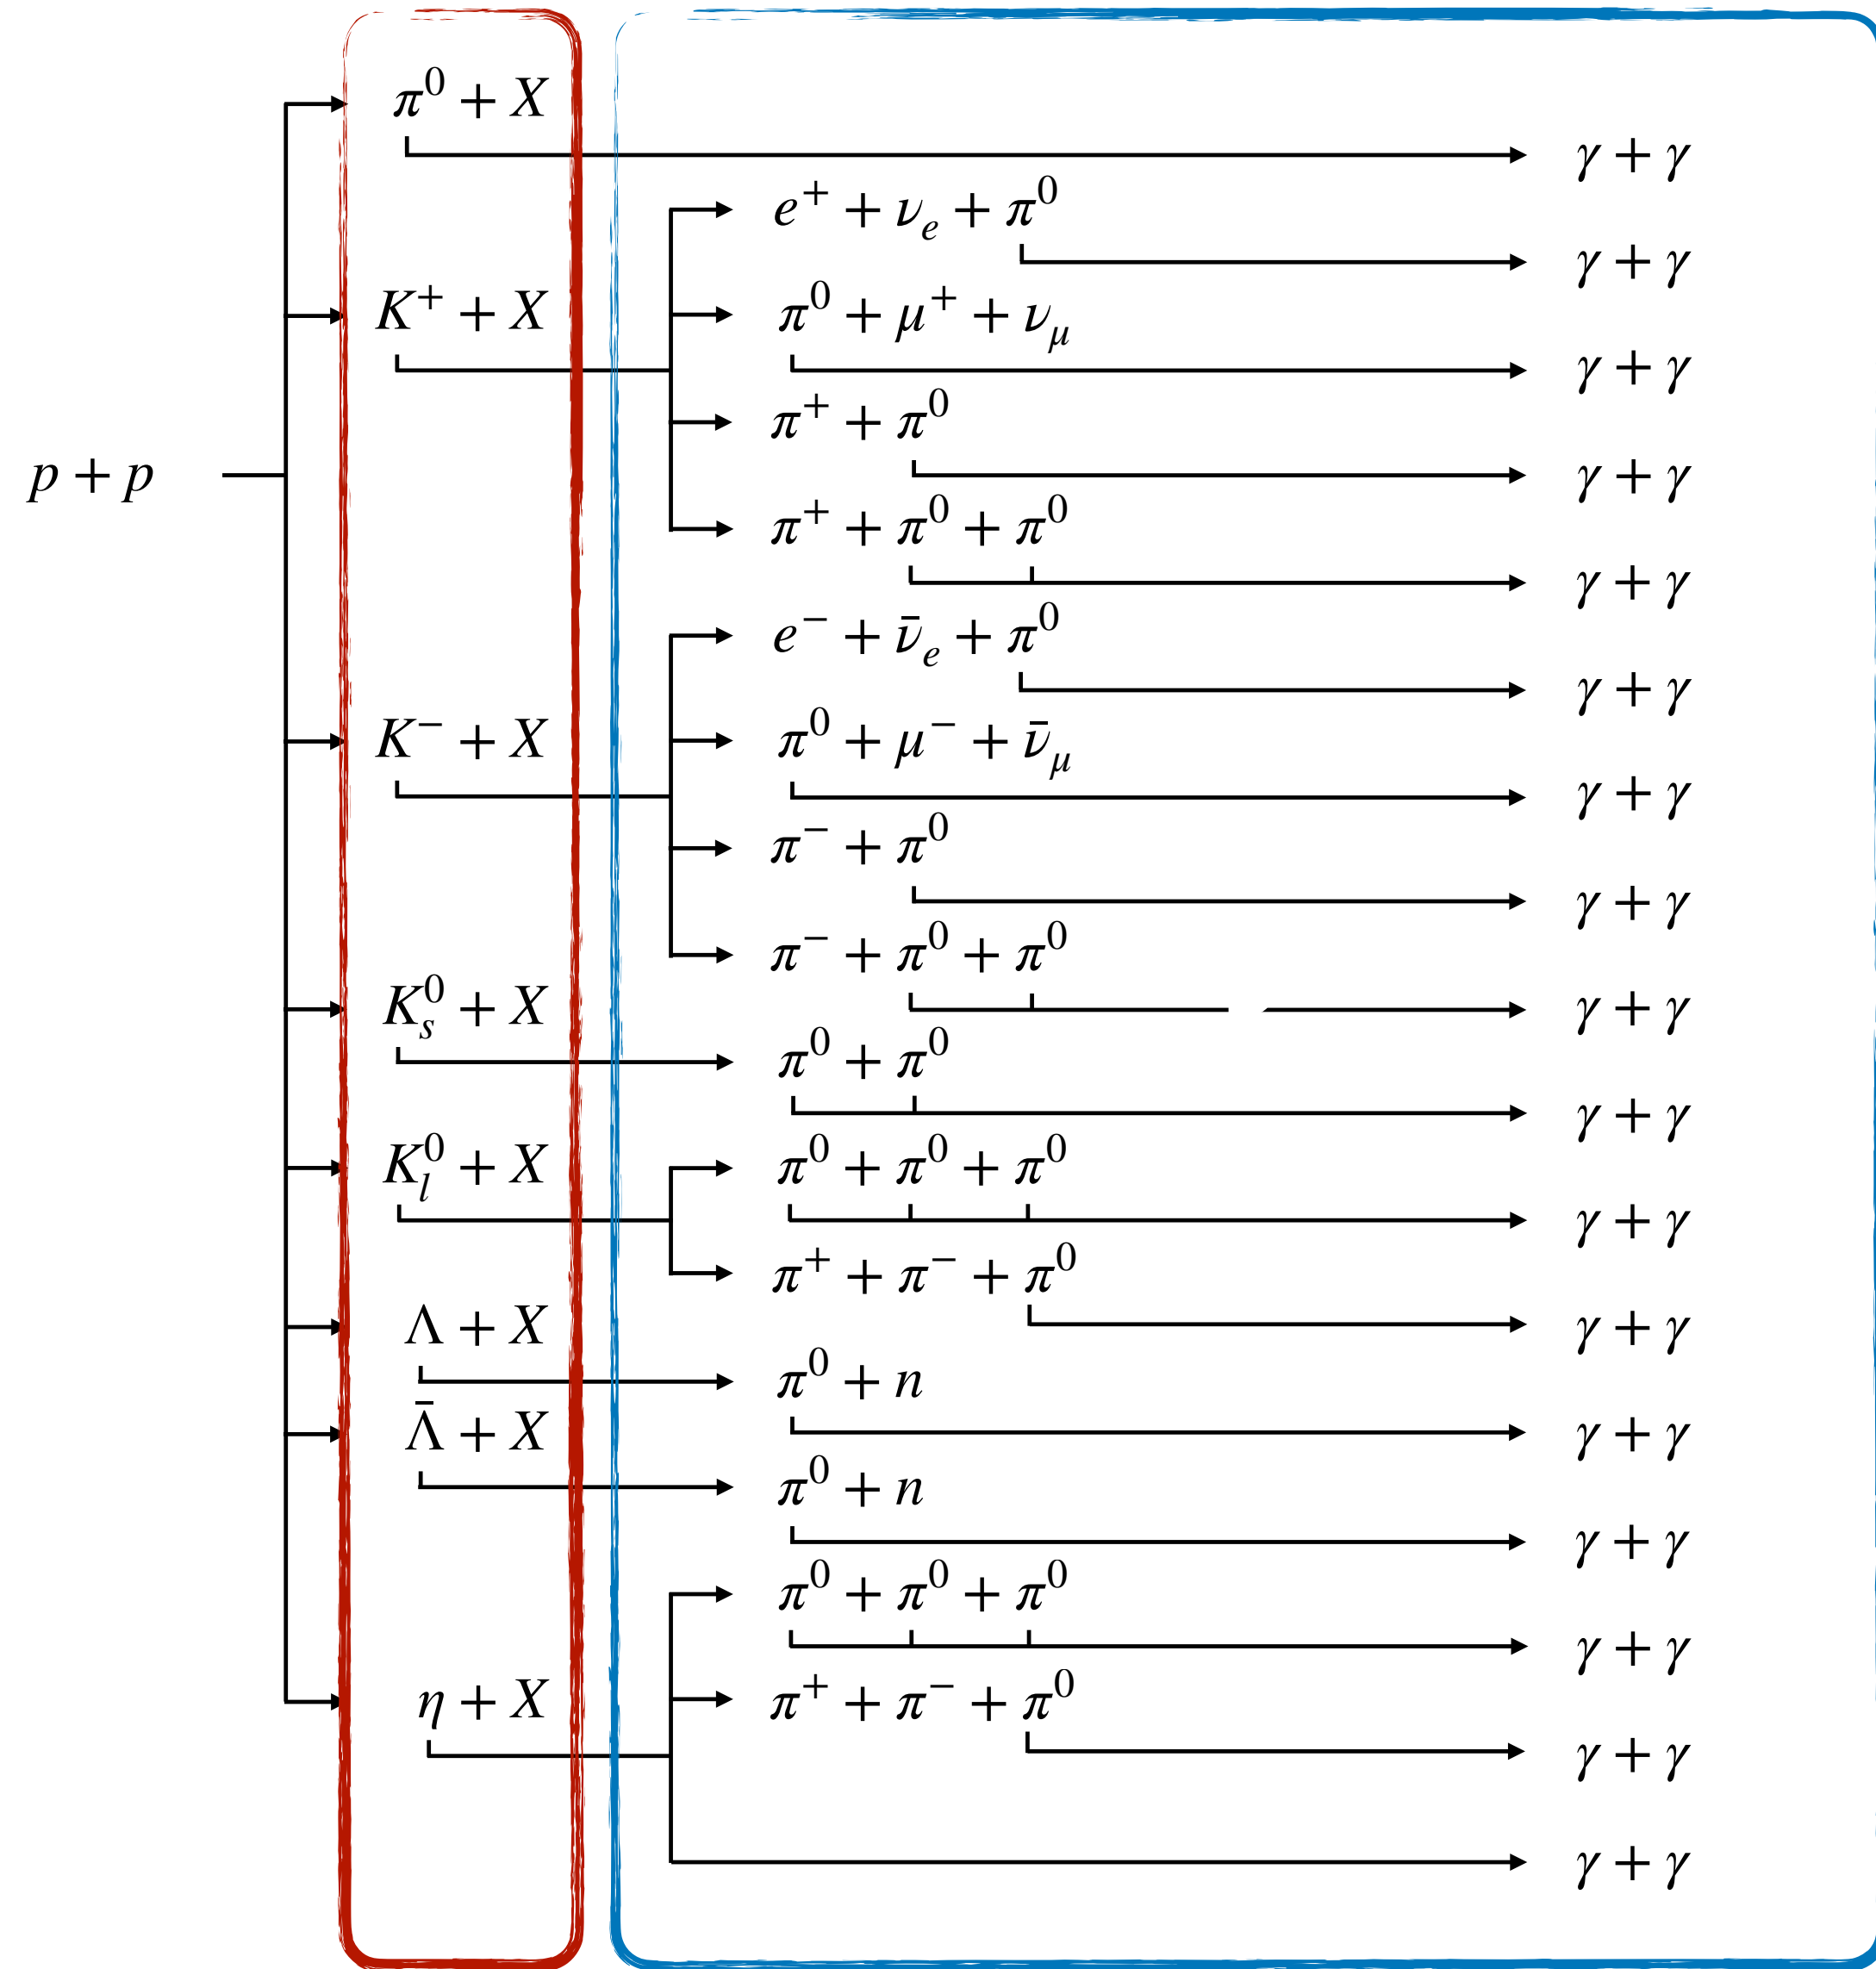 π⁰ + X
γ + γ
e⁺ + νₑ + π⁰
γ + γ
K⁺ + X
π⁰ + μ⁺ + ν_μ
γ + γ
π⁺ + π⁰
p + p
γ + γ
π⁺ + π⁰ + π⁰
γ + γ
e⁻ + ν̄ₑ + π⁰
γ + γ
K⁻ + X
π⁰ + μ⁻ + ν̄_μ
γ + γ
π⁻ + π⁰
γ + γ
π⁻ + π⁰ + π⁰
K⁰ₛ + X
γ + γ
π⁰ + π⁰
γ + γ
K⁰ₗ + X
π⁰ + π⁰ + π⁰
γ + γ
π⁺ + π⁻ + π⁰
Λ + X
γ + γ
π⁰ + n
Λ̄ + X
γ + γ
π⁰ + n
γ + γ
π⁰ + π⁰ + π⁰
γ + γ
η + X
π⁺ + π⁻ + π⁰
γ + γ
γ + γ